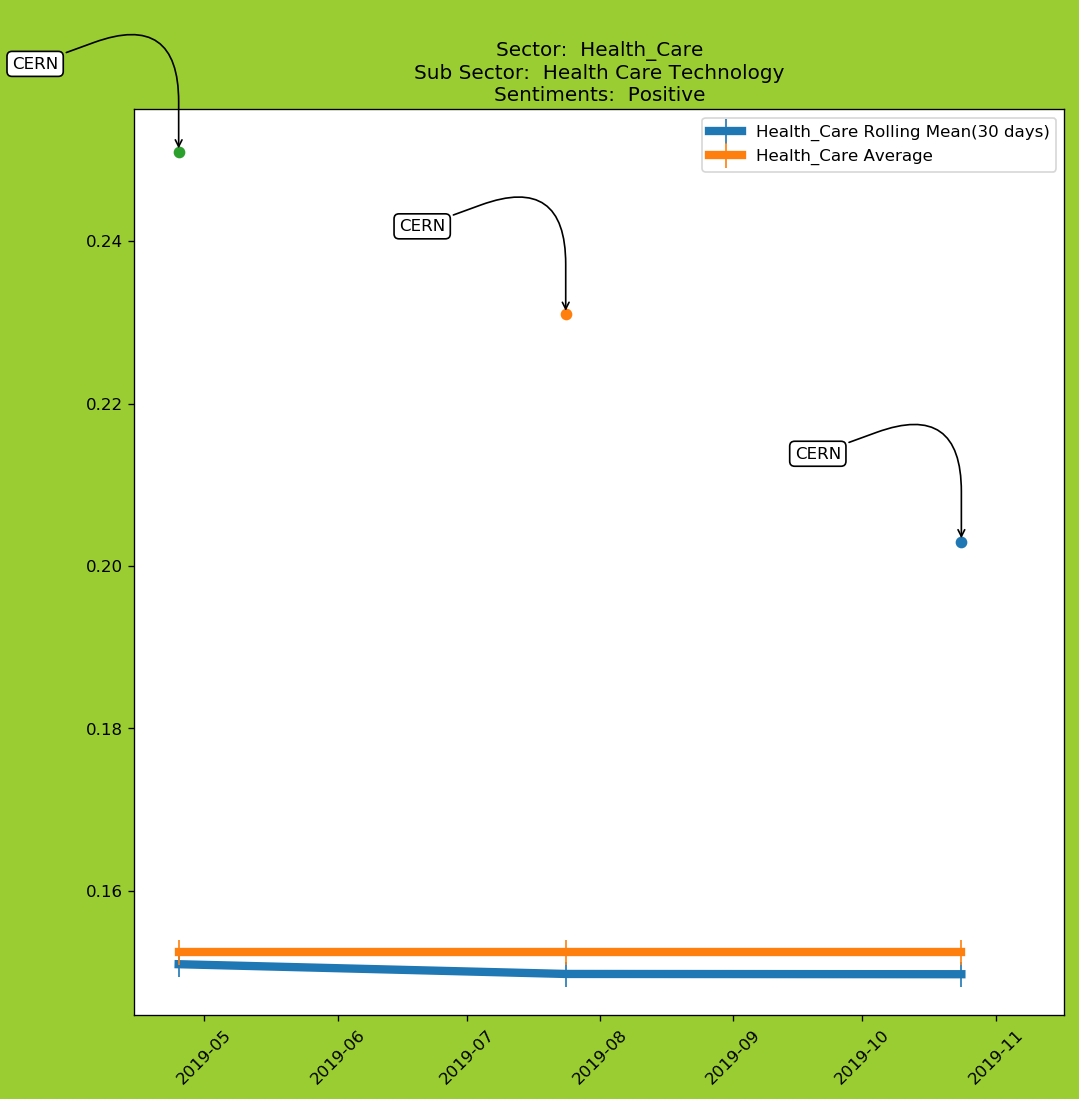 CERN
Sector:  Health_Care
Sub Sector:  Health Care Technology
Sentiments:  Positive
Health_Care Rolling Mean(30 days)
Health_Care Average
CERN
CERN
0.24
0.22
0.20
0.18
0.16
2019-05
2019-06
2019-07
2019-08
2019-09
2019-10
2019-11